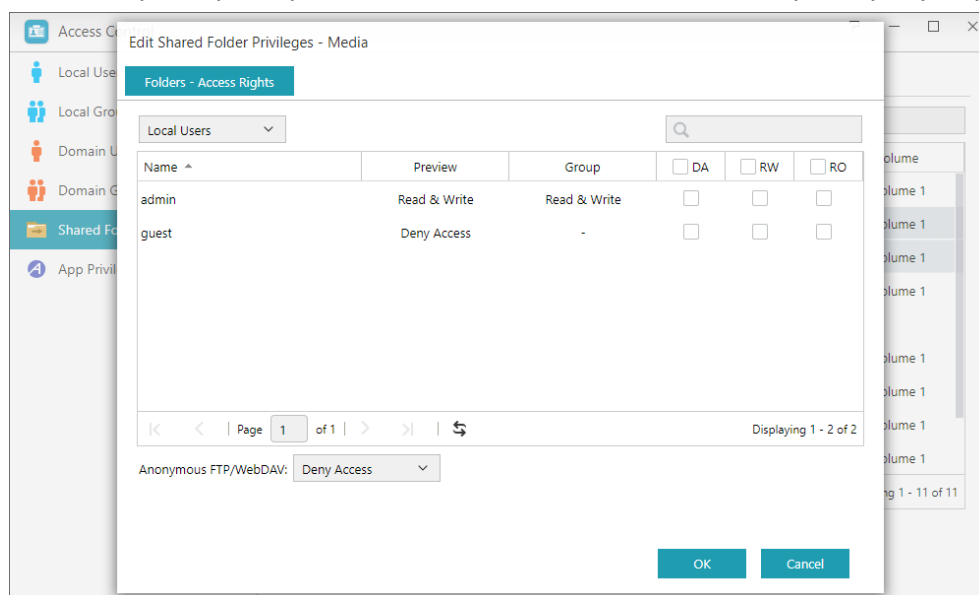 Access Co
Edit Shared Folder Privileges - Media
Local Use
Folders - Access Rights
Local Gro
Local Users
Domain U
Name Preview Group DA RW RO
olume
Domain G
admin Read & Write Read & Write
olume 1
Shared Fo
guest Deny Access -
olume 1
olume 1
App Privil
olume 1
olume 1
olume 1
Page 1 of 1 Displaying 1 - 2 of 2
olume 1
Anonymous FTP/WebDAV: Deny Access
olume 1
ng 1 - 11 of 11
OK Cancel